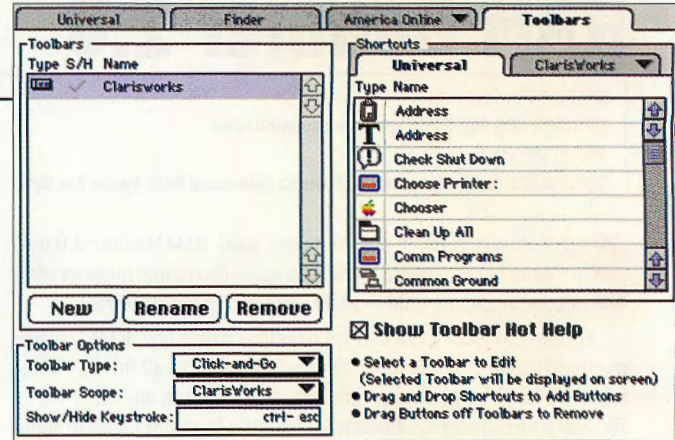 Universal Finder America Online Toolbars
Toolbars
Type S/H Name
Clarisworks
New Rename Remove
Toolbar Options
Toolbar Type: Click-and-Go
Toolbar Scope: ClarisWorks
Show/Hide Keystroke: ctrl- esc
Shortcuts
Universal ClarisWorks
Type Name
Address
T Address
Check Shut Down
Choose Printer:
Chooser
Clean Up All
Comm Programs
Common Ground
Show Toolbar Hot Help
• Select a Toolbar to Edit
(Selected Toolbar will be displayed on screen)
• Drag and Drop Shortcuts to Add Buttons
• Drag Buttons off Toolbars to Remove